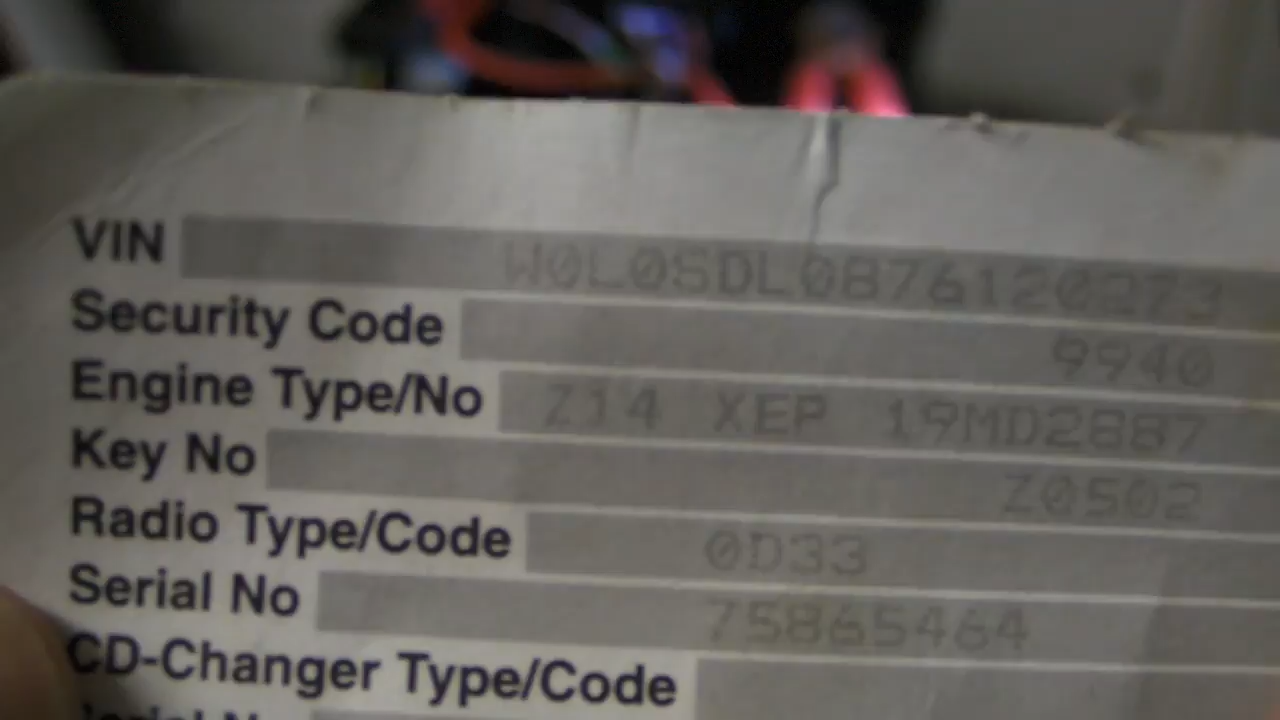 VIN W0L0SDL0876120273
Security Code 9940
Engine Type/No Z14 XEP 19MD2887
Key No Z0502
Radio Type/Code 0D33
Serial No 75865464
CD-Changer Type/Code